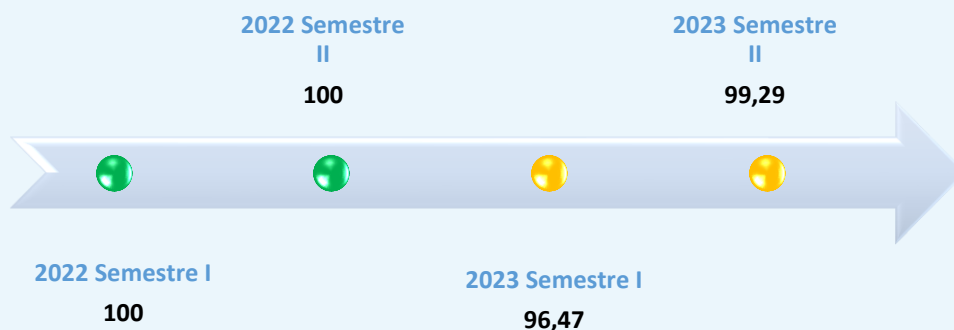 2022 Semestre
II
100
2023 Semestre
II
99,29
2022 Semestre I
100
2023 Semestre I
96,47